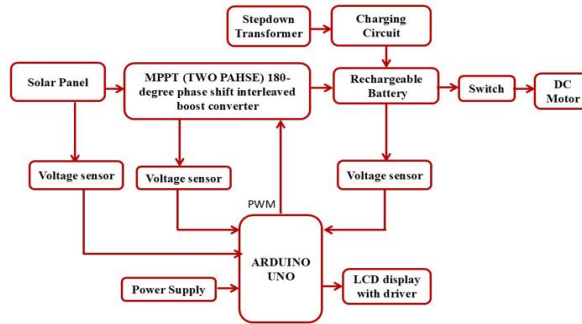 Stepdown
Transformer
Charging
Circuit
Solar Panel
MPPT (TWO PAHSE) 180-
degree phase shift interleaved
boost converter
Rechargeable
Battery
Switch
DC
Motor
Voltage sensor
Voltage sensor
Voltage sensor
PWM
ARDUINO
UNO
Power Supply
LCD display
with driver